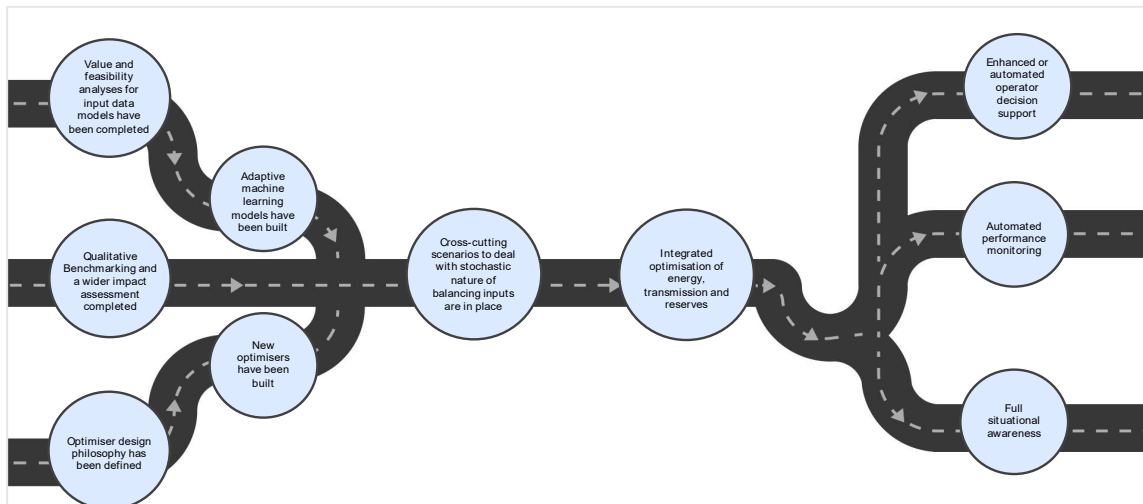 Value and
feasibility
analyses for
input data
models have
been completed
Adaptive
machine
learning
models have
been built
Qualitative
Benchmarking and
a wider impact
assessment
completed
New
optimisers
have been
built
Optimiser design
philosophy has
been defined
Cross-cutting
scenarios to deal
with stochastic
nature of
balancing inputs
are in place
Integrated
optimisation of
energy,
transmission and
reserves
Enhanced or
automated
operator
decision
support
Automated
performance
monitoring
Full
situational
awareness